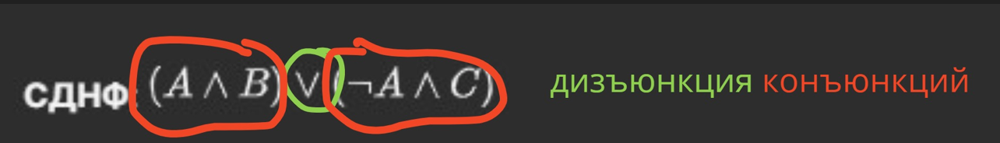 СДНФ: (A ∧ B) ∨ (¬A ∧ C) дизъюнкция конъюнкций